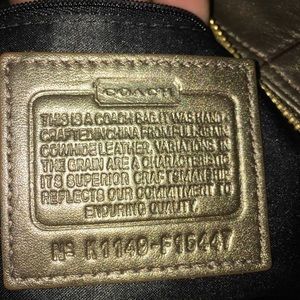 COACH
THIS IS A COACH BAG. IT WAS HAND-
CRAFTED IN CHINA FROM FULL GRAIN
COWHIDE LEATHER. VARIATIONS IN
THE GRAIN ARE A CHARACTERISTIC OF
ITS SUPERIOR CRAFTSMANSHIP
REFLECTS OUR COMMITMENT TO
ENDURING QUALITY.
Nº K1149-F15447